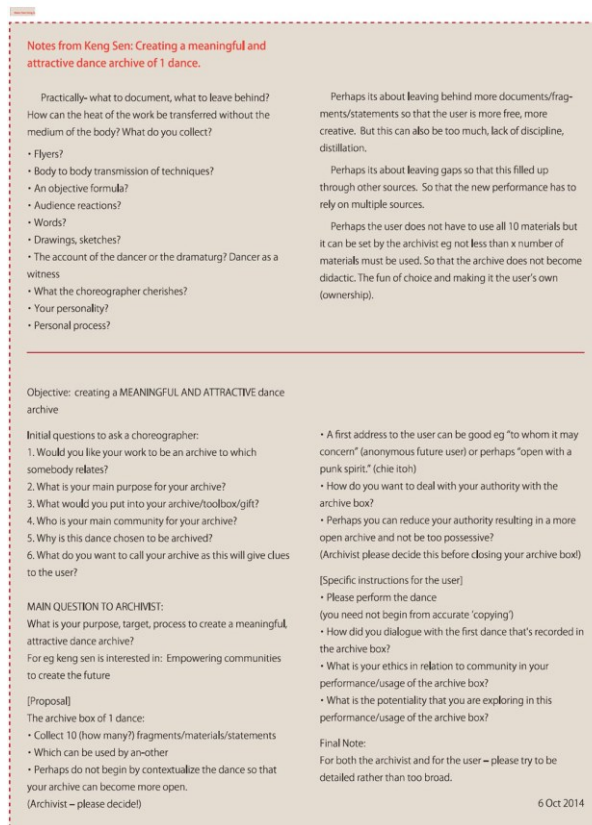 Notes from Keng Sen: Creating a meaningful and
attractive dance archive of 1 dance.
Practically- what to document, what to leave behind?
How can the heat of the work be transferred without the
medium of the body? What do you collect?
• Flyers?
• Body to body transmission of techniques?
• An objective formula?
• Audience reactions?
• Words?
• Drawings, sketches?
• The account of the dancer or the dramaturg? Dancer as a
witness
• What the choreographer cherishes?
• Your personality?
• Personal process?
Perhaps its about leaving behind more documents/frag-
ments/statements so that the user is more free, more
creative. But this can also be too much, lack of discipline,
distillation.
Perhaps its about leaving gaps so that this filled up
through other sources. So that the new performance has to
rely on multiple sources.
Perhaps the user does not have to use all 10 materials but
it can be set by the archivist eg not less than x number of
materials must be used. So that the archive does not become
didactic. The fun of choice and making it the user's own
(ownership).
Objective: creating a MEANINGFUL AND ATTRACTIVE dance
archive
Initial questions to ask a choreographer:
1. Would you like your work to be an archive to which
somebody relates?
2. What is your main purpose for your archive?
3. What would you put into your archive/toolbox/gift?
4. Who is your main community for your archive?
5. Why is this dance chosen to be archived?
6. What do you want to call your archive as this will give clues
to the user?
MAIN QUESTION TO ARCHIVIST:
What is your purpose, target, process to create a meaningful,
attractive dance archive?
For eg keng sen is interested in: Empowering communities
to create the future
[Proposal]
The archive box of 1 dance:
• Collect 10 (how many?) fragments/materials/statements
• Which can be used by an-other
• Perhaps do not begin by contextualize the dance so that
your archive can become more open.
(Archivist – please decide!)
• A first address to the user can be good eg "to whom it may
concern" (anonymous future user) or perhaps "open with a
punk spirit." (chie itoh)
• How do you want to deal with your authority with the
archive box?
• Perhaps you can reduce your authority resulting in a more
open archive and not be too possessive?
(Archivist please decide this before closing your archive box!)
[Specific instructions for the user]
• Please perform the dance
(you need not begin from accurate 'copying')
• How did you dialogue with the first dance that's recorded in
the archive box?
• What is your ethics in relation to community in your
performance/usage of the archive box?
• What is the potentiality that you are exploring in this
performance/usage of the archive box?
Final Note:
For both the archivist and for the user – please try to be
detailed rather than too broad.
6 Oct 2014